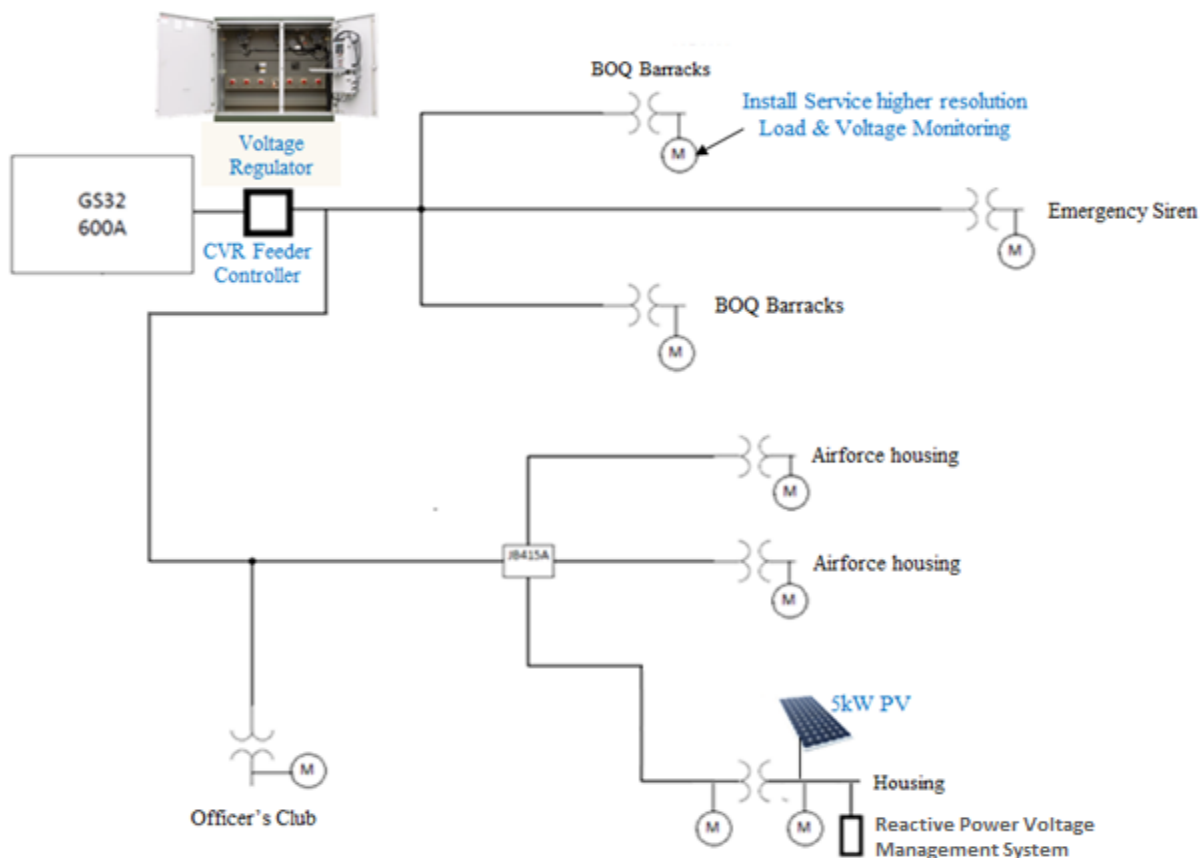 BOQ Barracks
Install Service higher resolution
Load & Voltage Monitoring
M
Voltage
Regulator
GS32
600A
CVR Feeder
Controller
Emergency Siren
M
BOQ Barracks
M
Airforce housing
M
JB415A
Airforce housing
M
5kW PV
Officer's Club
M
Housing
M
M
Reactive Power Voltage
Management System